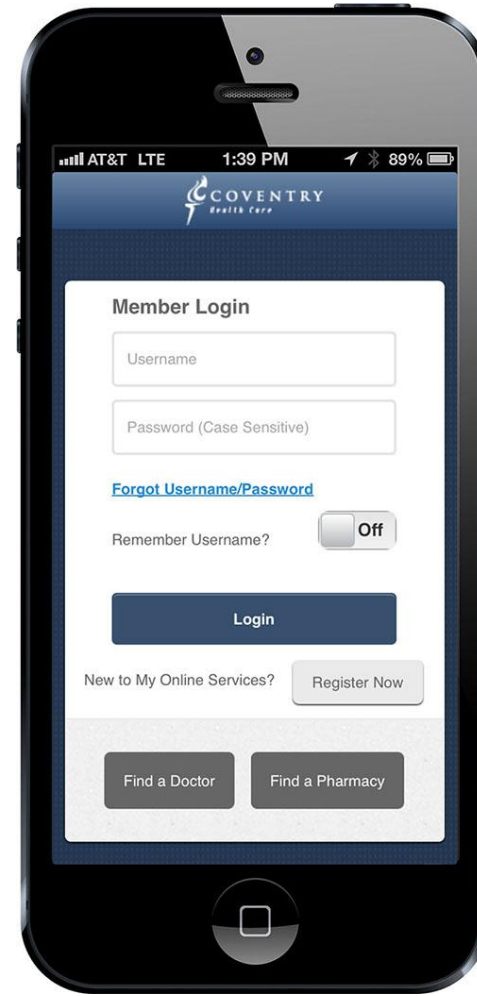 AT&T LTE 1:39 PM 89%
COVENTRY
Health Care
Member Login
Username
Password (Case Sensitive)
Forgot Username/Password
Remember Username? Off
Login
New to My Online Services? Register Now
Find a Doctor Find a Pharmacy